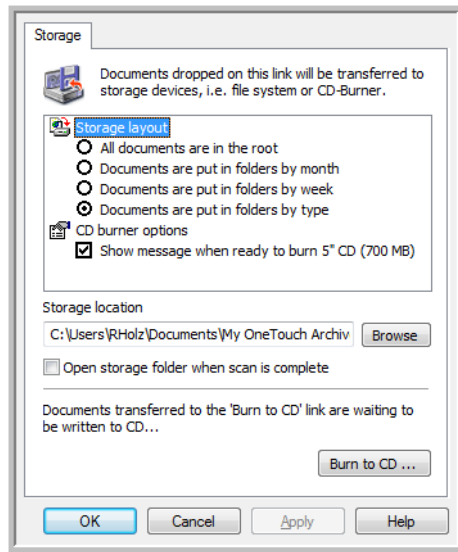 Storage
Documents dropped on this link will be transferred to
storage devices, i.e. file system or CD-Burner.
Storage layout
All documents are in the root
Documents are put in folders by month
Documents are put in folders by week
Documents are put in folders by type
CD burner options
Show message when ready to burn 5" CD (700 MB)
Storage location
C:\Users\RHolz\Documents\My OneTouch Archiv
Browse
Open storage folder when scan is complete
Documents transferred to the 'Burn to CD' link are waiting to
be written to CD...
Burn to CD ...
OK Cancel Apply Help